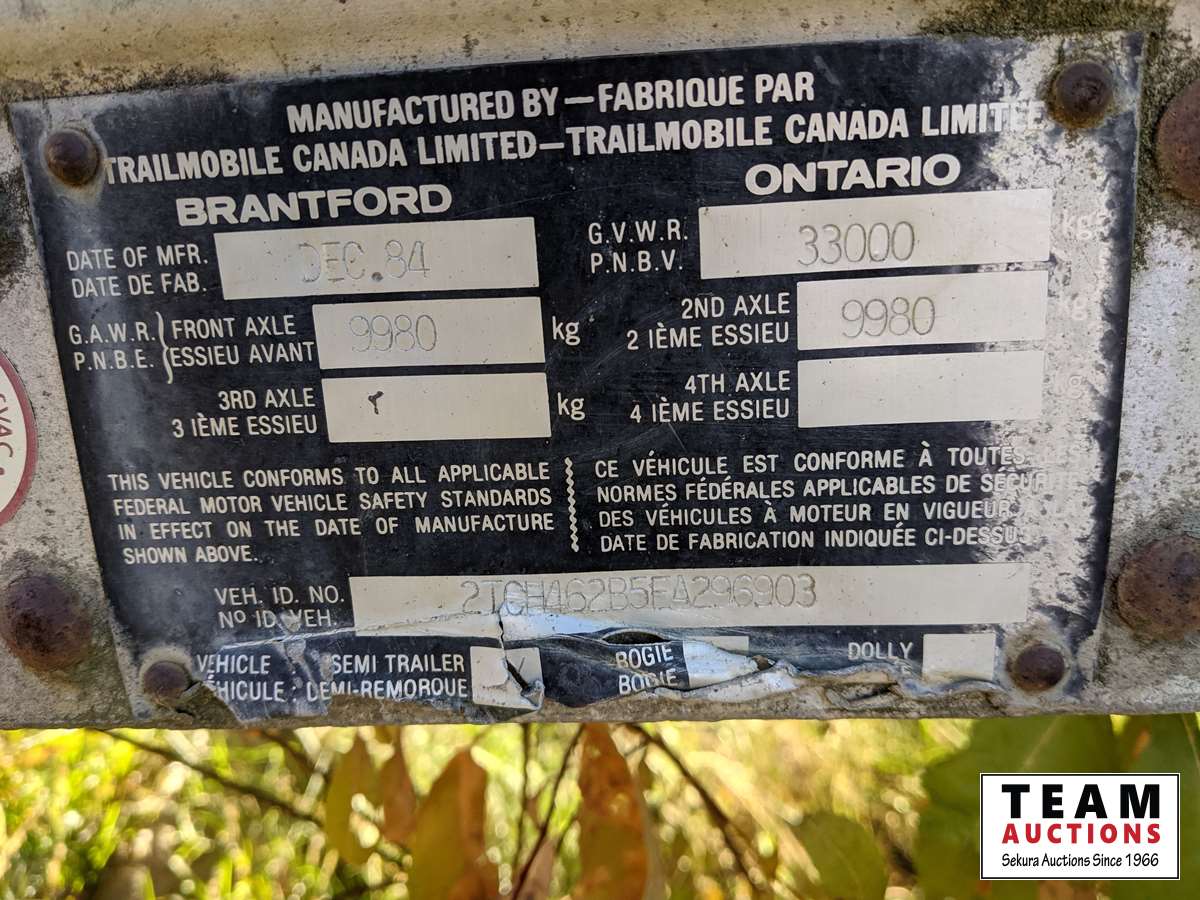 MANUFACTURED BY — FABRIQUE PAR
TRAILMOBILE CANADA LIMITED — TRAILMOBILE CANADA LIMITEE
BRANTFORD ONTARIO
DATE OF MFR. DEC.84
DATE DE FAB.
G.V.W.R. 33000 kg
P.N.B.V.
G.A.W.R. FRONT AXLE 9980 kg
P.N.B.E. ESSIEU AVANT
2ND AXLE 9980 kg
2 IÈME ESSIEU
3RD AXLE kg
3 IÈME ESSIEU
4TH AXLE kg
4 IÈME ESSIEU
THIS VEHICLE CONFORMS TO ALL APPLICABLE
FEDERAL MOTOR VEHICLE SAFETY STANDARDS
IN EFFECT ON THE DATE OF MANUFACTURE
SHOWN ABOVE.
CE VÉHICULE EST CONFORME À TOUTES LES
NORMES FÉDÉRALES APPLICABLES DE SÉCURITÉ
DES VÉHICULES À MOTEUR EN VIGUEUR
DATE DE FABRICATION INDIQUÉE CI-DESSUS
VEH. ID. NO. 2TCH462B5EA296903
Nº ID. VEH.
VEHICLE SEMI TRAILER BOGIE DOLLY
VÉHICULE: DEMI-REMORQUE BOGIE
TEAM
AUCTIONS
Sekura Auctions Since 1966